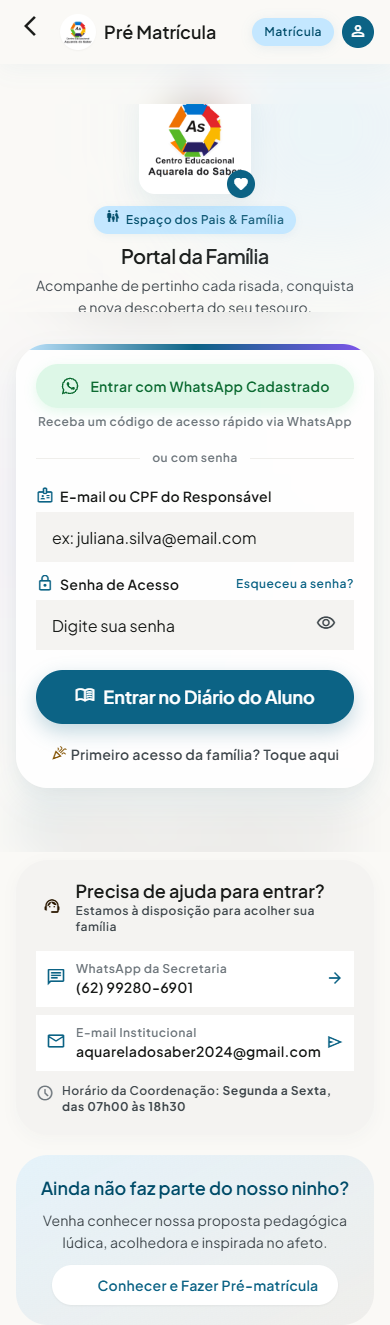 Pré Matrícula
Matrícula
As
Centro Educacional
Aquarela do Saber
Espaço dos Pais & Família
Portal da Família
Acompanhe de pertinho cada risada, conquista
e nova descoberta do seu tesouro.
Entrar com WhatsApp Cadastrado
Receba um código de acesso rápido via WhatsApp
ou com senha
E-mail ou CPF do Responsável
ex: juliana.silva@email.com
Senha de Acesso
Esqueceu a senha?
Digite sua senha
Entrar no Diário do Aluno
Primeiro acesso da família? Toque aqui
Precisa de ajuda para entrar?
Estamos à disposição para acolher sua
família
WhatsApp da Secretaria
(62) 99280-6901
E-mail Institucional
aquareladosaber2024@gmail.com
Horário da Coordenação: Segunda a Sexta,
das 07h00 às 18h30
Ainda não faz parte do nosso ninho?
Venha conhecer nossa proposta pedagógica
lúdica, acolhedora e inspirada no afeto.
Conhecer e Fazer Pré-matrícula